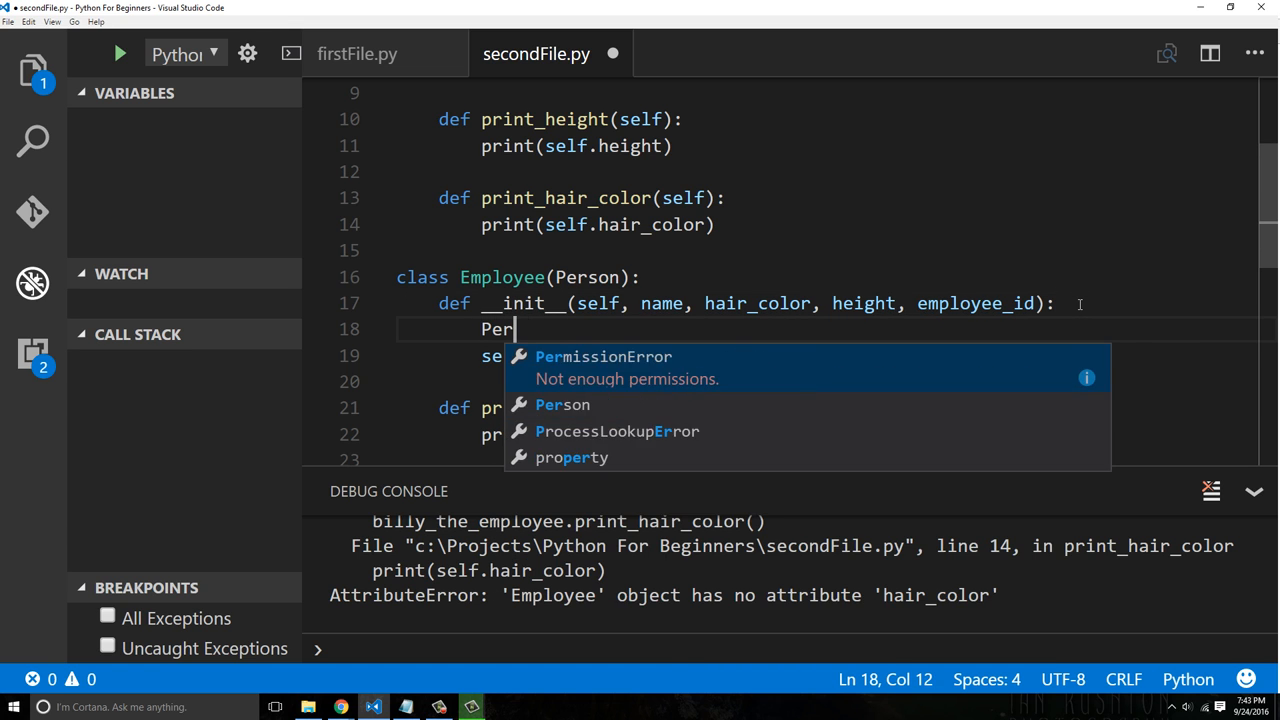 secondFile.py - Python For Beginners - Visual Studio Code
File Edit View Go Help
Python
firstFile.py
secondFile.py
1
VARIABLES
WATCH
CALL STACK
2
BREAKPOINTS
All Exceptions
Uncaught Exceptions
9
10 def print_height(self):
11 print(self.height)
12
13 def print_hair_color(self):
14 print(self.hair_color)
15
16 class Employee(Person):
17 def __init__(self, name, hair_color, height, employee_id):
18 Per
19 se
20
21 def pr
22 pr
23
PermissionError
Not enough permissions.
Person
ProcessLookupError
property
DEBUG CONSOLE
billy_the_employee.print_hair_color()
File "c:\Projects\Python For Beginners\secondFile.py", line 14, in print_hair_color
print(self.hair_color)
AttributeError: 'Employee' object has no attribute 'hair_color'
0 0
Ln 18, Col 12 Spaces: 4 UTF-8 CRLF Python
I'm Cortana. Ask me anything.
7:43 PM
9/24/2016